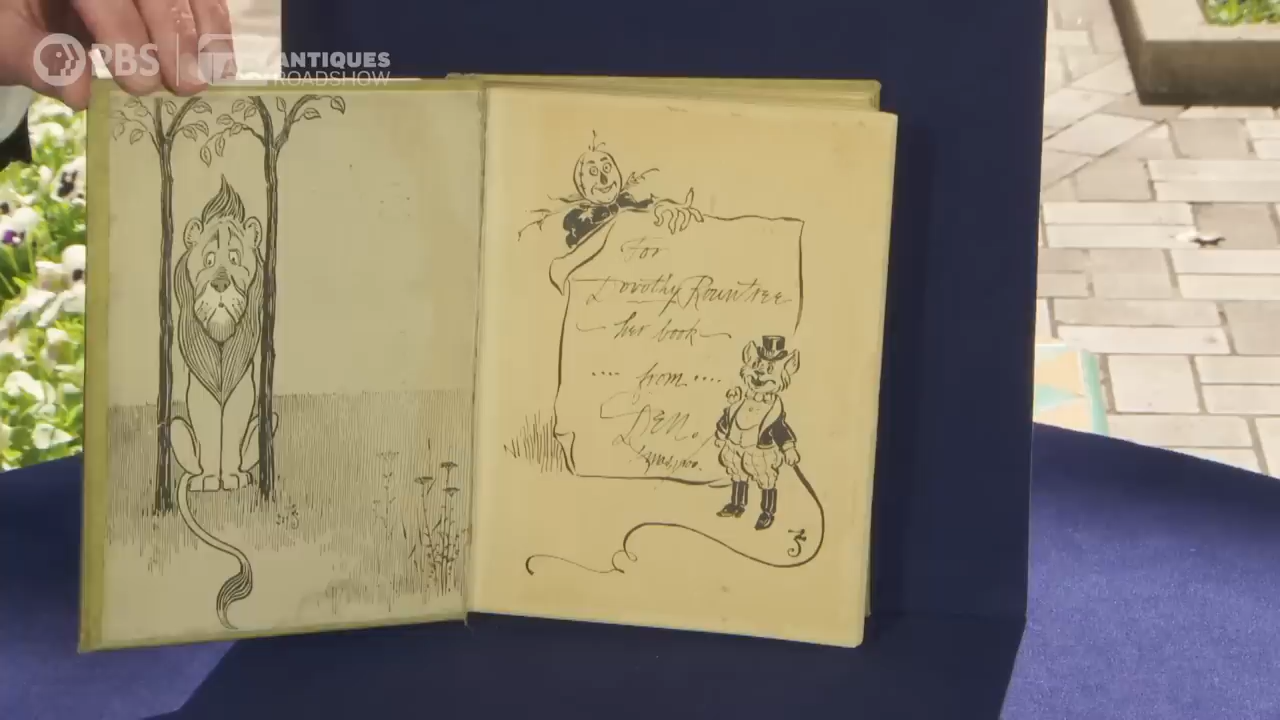 PBS
ANTIQUES
ROADSHOW
For
Dorothy Rountree
her book
.... from ....
Den.